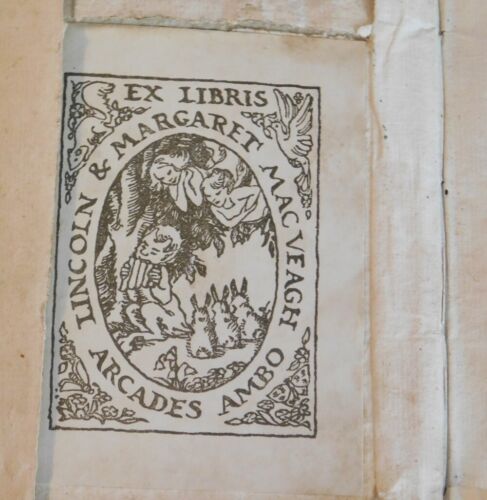 EX LIBRIS
LINCOLN & MARGARET MAC VEAGH
ARCADES AMBO